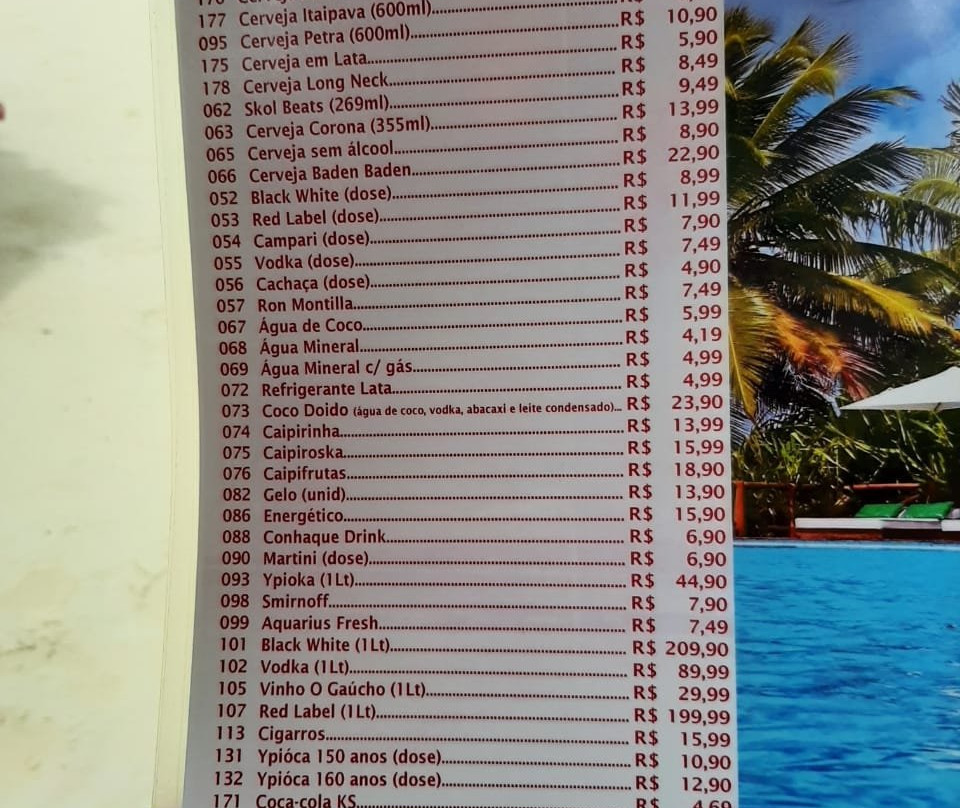 177 Cerveja Itaipava (600ml)
095 Cerveja Petra (600ml) R$ 10,90
175 Cerveja em Lata R$ 5,90
178 Cerveja Long Neck R$ 8,49
062 Skol Beats (269ml) R$ 9,49
063 Cerveja Corona (355ml) R$ 13,99
065 Cerveja sem álcool R$ 8,90
066 Cerveja Baden Baden R$ 22,90
052 Black White (dose) R$ 8,99
053 Red Label (dose) R$ 11,99
054 Campari (dose) R$ 7,90
055 Vodka (dose) R$ 7,49
056 Cachaça (dose) R$ 4,90
057 Ron Montilla R$ 7,49
067 Água de Coco R$ 5,99
068 Água Mineral R$ 4,19
069 Água Mineral c/ gás R$ 4,99
072 Refrigerante Lata R$ 4,99
073 Coco Doido (água de coco, vodka, abacaxi e leite condensado) R$ 23,90
074 Caipirinha R$ 13,99
075 Caipiroska R$ 15,99
076 Caipifrutas R$ 18,90
082 Gelo (unid) R$ 13,90
086 Energético R$ 15,90
088 Conhaque Drink R$ 6,90
090 Martini (dose) R$ 6,90
093 Ypioka (1Lt) R$ 44,90
098 Smirnoff R$ 7,90
099 Aquarius Fresh R$ 7,49
101 Black White (1Lt) R$ 209,90
102 Vodka (1Lt) R$ 89,99
105 Vinho O Gaúcho (1Lt) R$ 29,99
107 Red Label (1Lt) R$ 199,99
113 Cigarros R$ 15,99
131 Ypióca 150 anos (dose) R$ 10,90
132 Ypióca 160 anos (dose) R$ 12,90
171 Coca-cola KS R$ 4,69